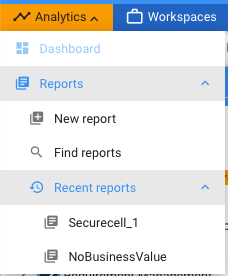 Analytics
Workspaces
Dashboard
Reports
New report
Find reports
Recent reports
Securecell_1
NoBusinessValue